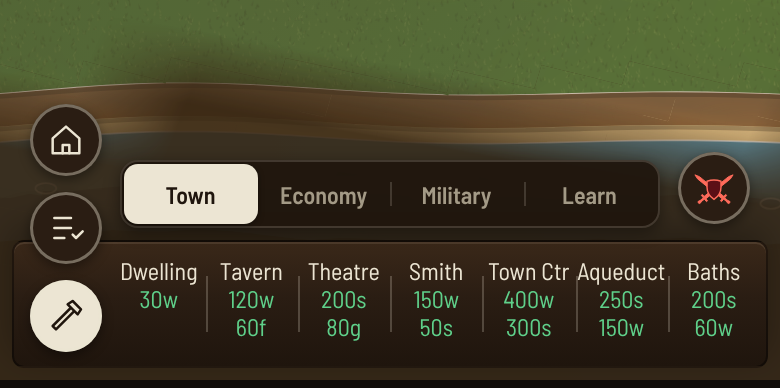 Town Economy Military Learn
Dwelling Tavern Theatre Smith Town Ctr Aqueduct Baths
30w 120w 200s 150w 400w 250s 200s
60f 80g 50s 300s 150w 60w